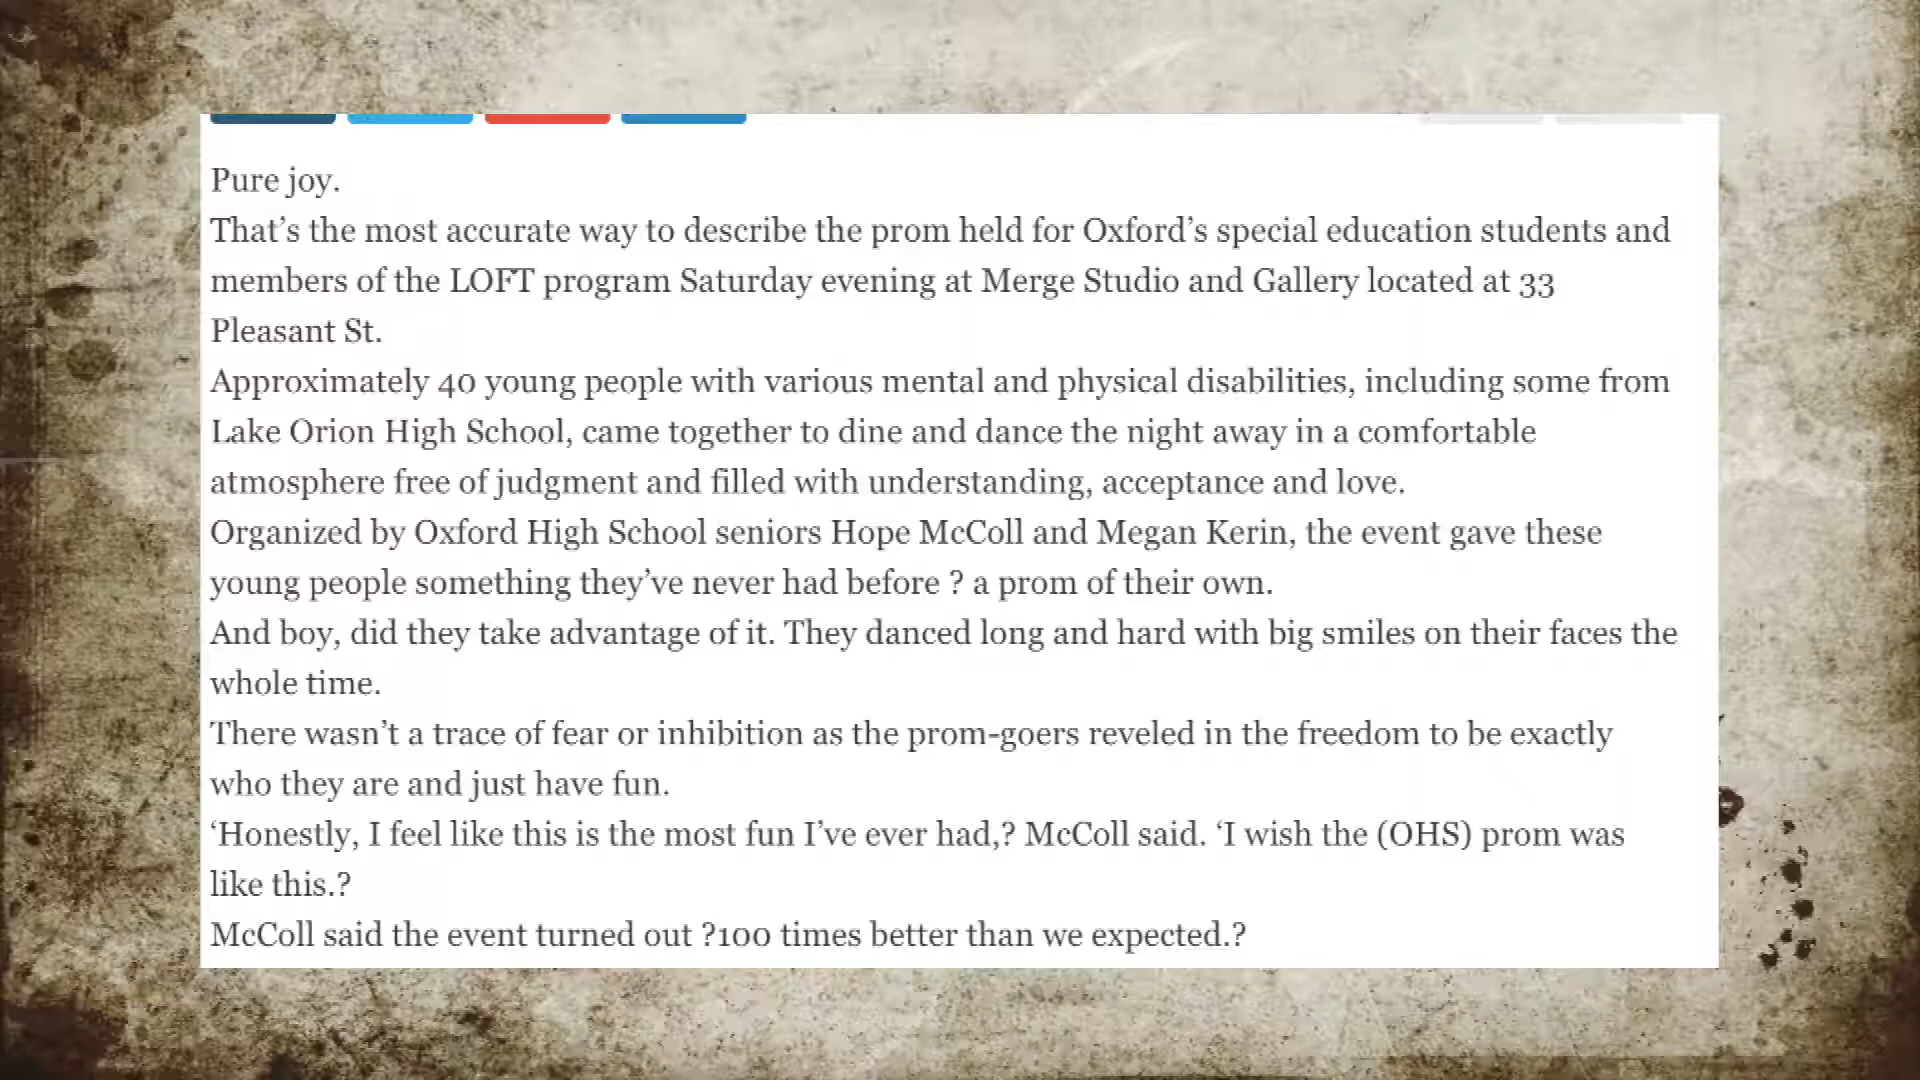 Pure joy.
That’s the most accurate way to describe the prom held for Oxford’s special education students and
members of the LOFT program Saturday evening at Merge Studio and Gallery located at 33
Pleasant St.
Approximately 40 young people with various mental and physical disabilities, including some from
Lake Orion High School, came together to dine and dance the night away in a comfortable
atmosphere free of judgment and filled with understanding, acceptance and love.
Organized by Oxford High School seniors Hope McColl and Megan Kerin, the event gave these
young people something they’ve never had before ? a prom of their own.
And boy, did they take advantage of it. They danced long and hard with big smiles on their faces the
whole time.
There wasn’t a trace of fear or inhibition as the prom-goers reveled in the freedom to be exactly
who they are and just have fun.
‘Honestly, I feel like this is the most fun I’ve ever had,? McColl said. ‘I wish the (OHS) prom was
like this.?
McColl said the event turned out ?100 times better than we expected.?